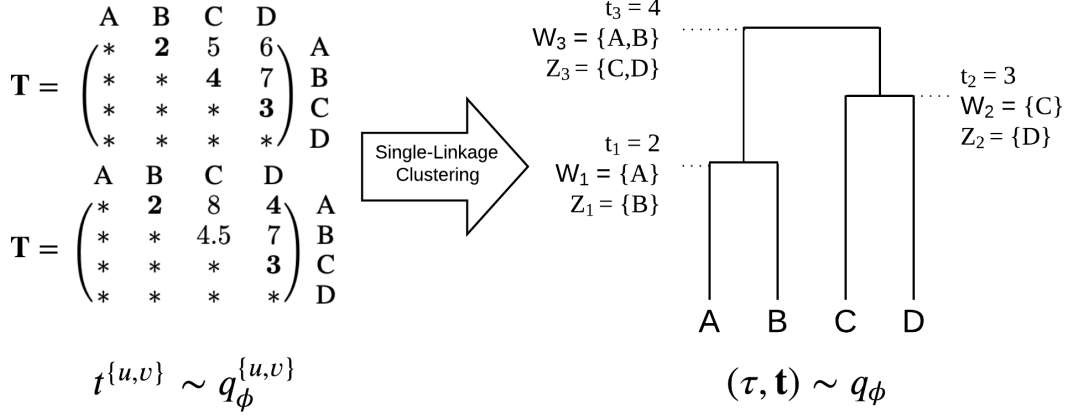 A B C D
T = ( * 2 5 6 ) A
* * 4 7 B
* * * 3 C
* * * * D
A B C D
T = ( * 2 8 4 ) A
* * 4.5 7 B
* * * 3 C
* * * * D
t^{u,v} ~ q_ϕ^{u,v}
Single-Linkage
Clustering
t₃ = 4
W₃ = {A,B}
Z₃ = {C,D}
t₂ = 3
W₂ = {C}
Z₂ = {D}
t₁ = 2
W₁ = {A}
Z₁ = {B}
A B C D
(τ, t) ~ q_ϕ